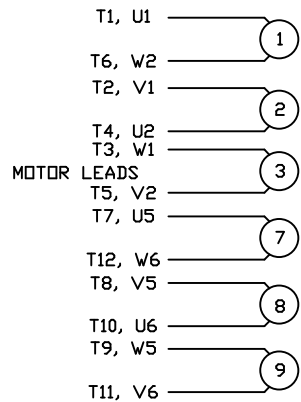 T1, U1
1
T6, W2
T2, V1
2
T4, U2
T3, W1
MOTOR LEADS
3
T5, V2
T7, U5
7
T12, W6
T8, V5
8
T10, U6
T9, W5
9
T11, V6